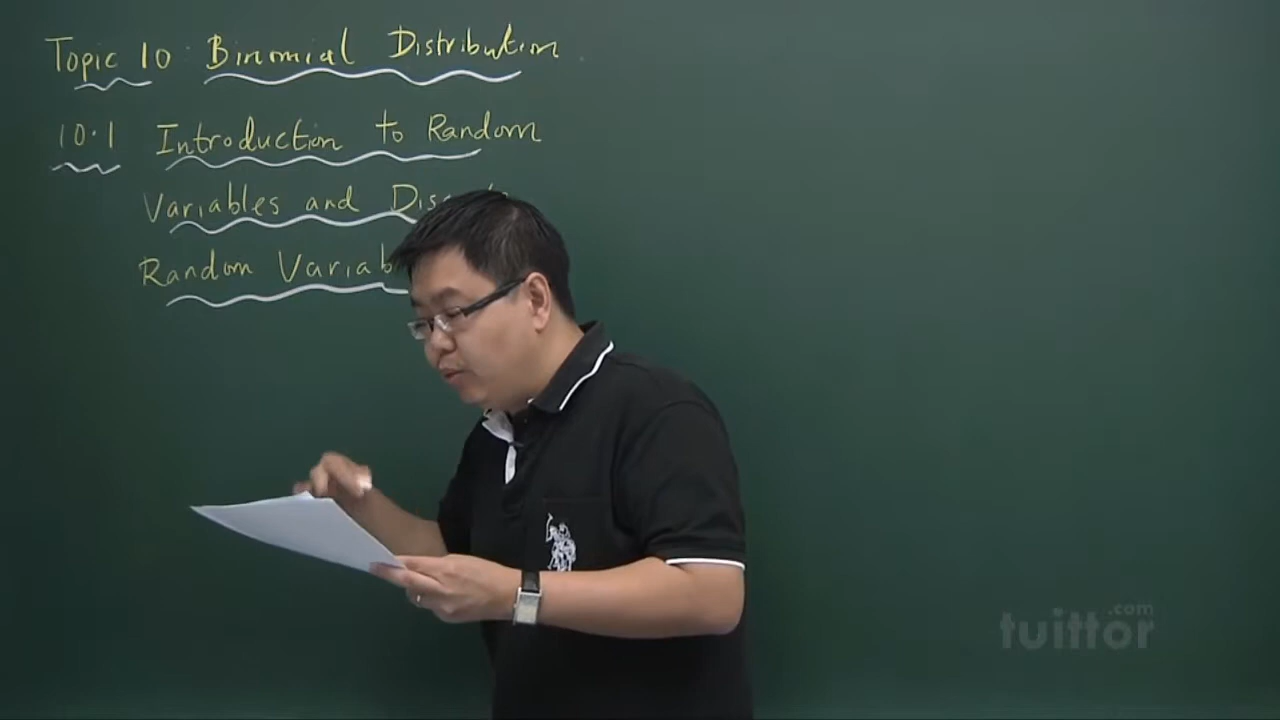 Topic 10 Binomial Distribution
10.1 Introduction to Random
Variables and
Random
tuittor.com